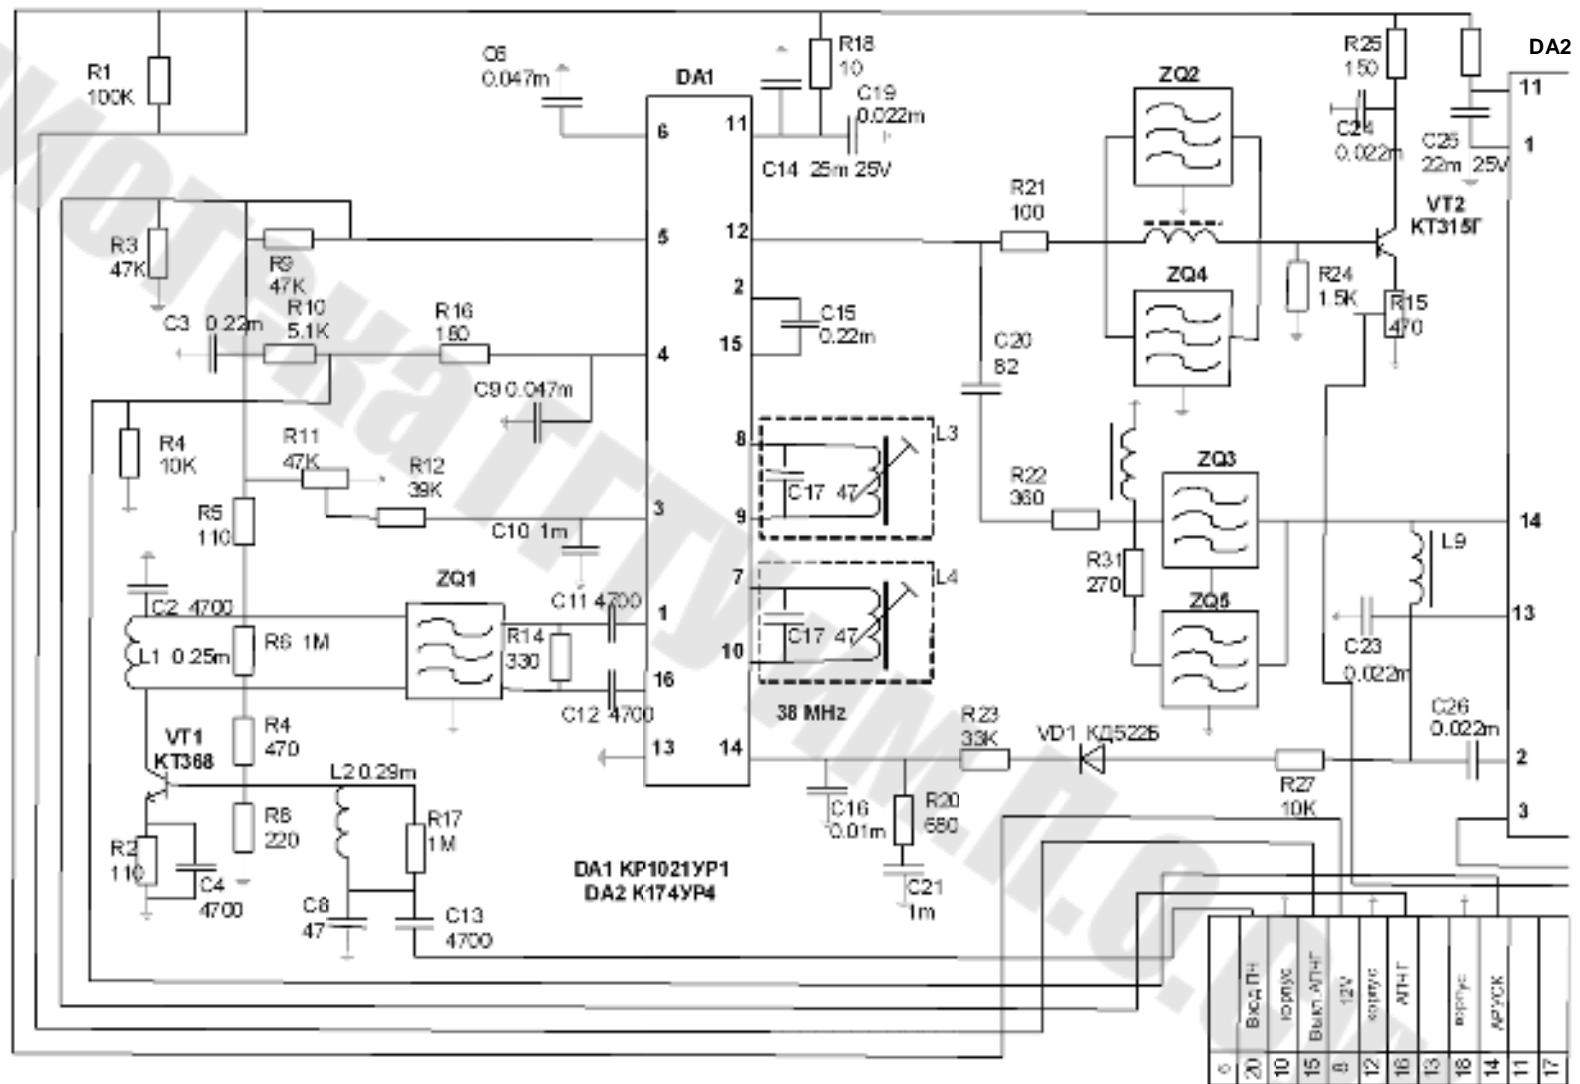 R1
100K
C6
0.047m
DA1
R18
10
C19
0.022m
C14 25m 25V
ZQ2
R25
150
DA2
11
C24
0.022m
C25
22m 25V
1
6
11
R3
47K
5
R9
47K
12
R21
100
VT2
КТ315Г
ZQ4
R24
1.5K
R15
470
C3 0.22m
R10
5.1K
R16
180
4
2
15
C15
0.22m
C20
82
C9 0.047m
R4
10K
R11
47K
R12
39K
8
L3
C17 47
9
R22
360
ZQ3
14
R5
110
3
C10 1m
L9
R31
270
ZQ5
ZQ1
7
L4
C17 47
10
C2 4700
C11 4700
1
13
L1 0.25m
R6 1M
R14
330
16
C12 4700
C23
0.022m
38 MHz
VT1
КТ368
R4
470
13
14
R23
33K
VD1 КД522Б
C26
0.022m
2
R27
10K
L2 0.29m
C16
0.01m
R20
680
3
R2
110
R8
220
R17
1M
C4
4700
DA1 КР1021УР1
DA2 К174УР4
C21
1m
C8
47
C13
4700
Вход ПЧ
корпус
Выкл АПЧГ
12V
корпус
АПЧГ
корпус
АРУСК
6
20
10
15
8
12
16
13
18
14
11
17